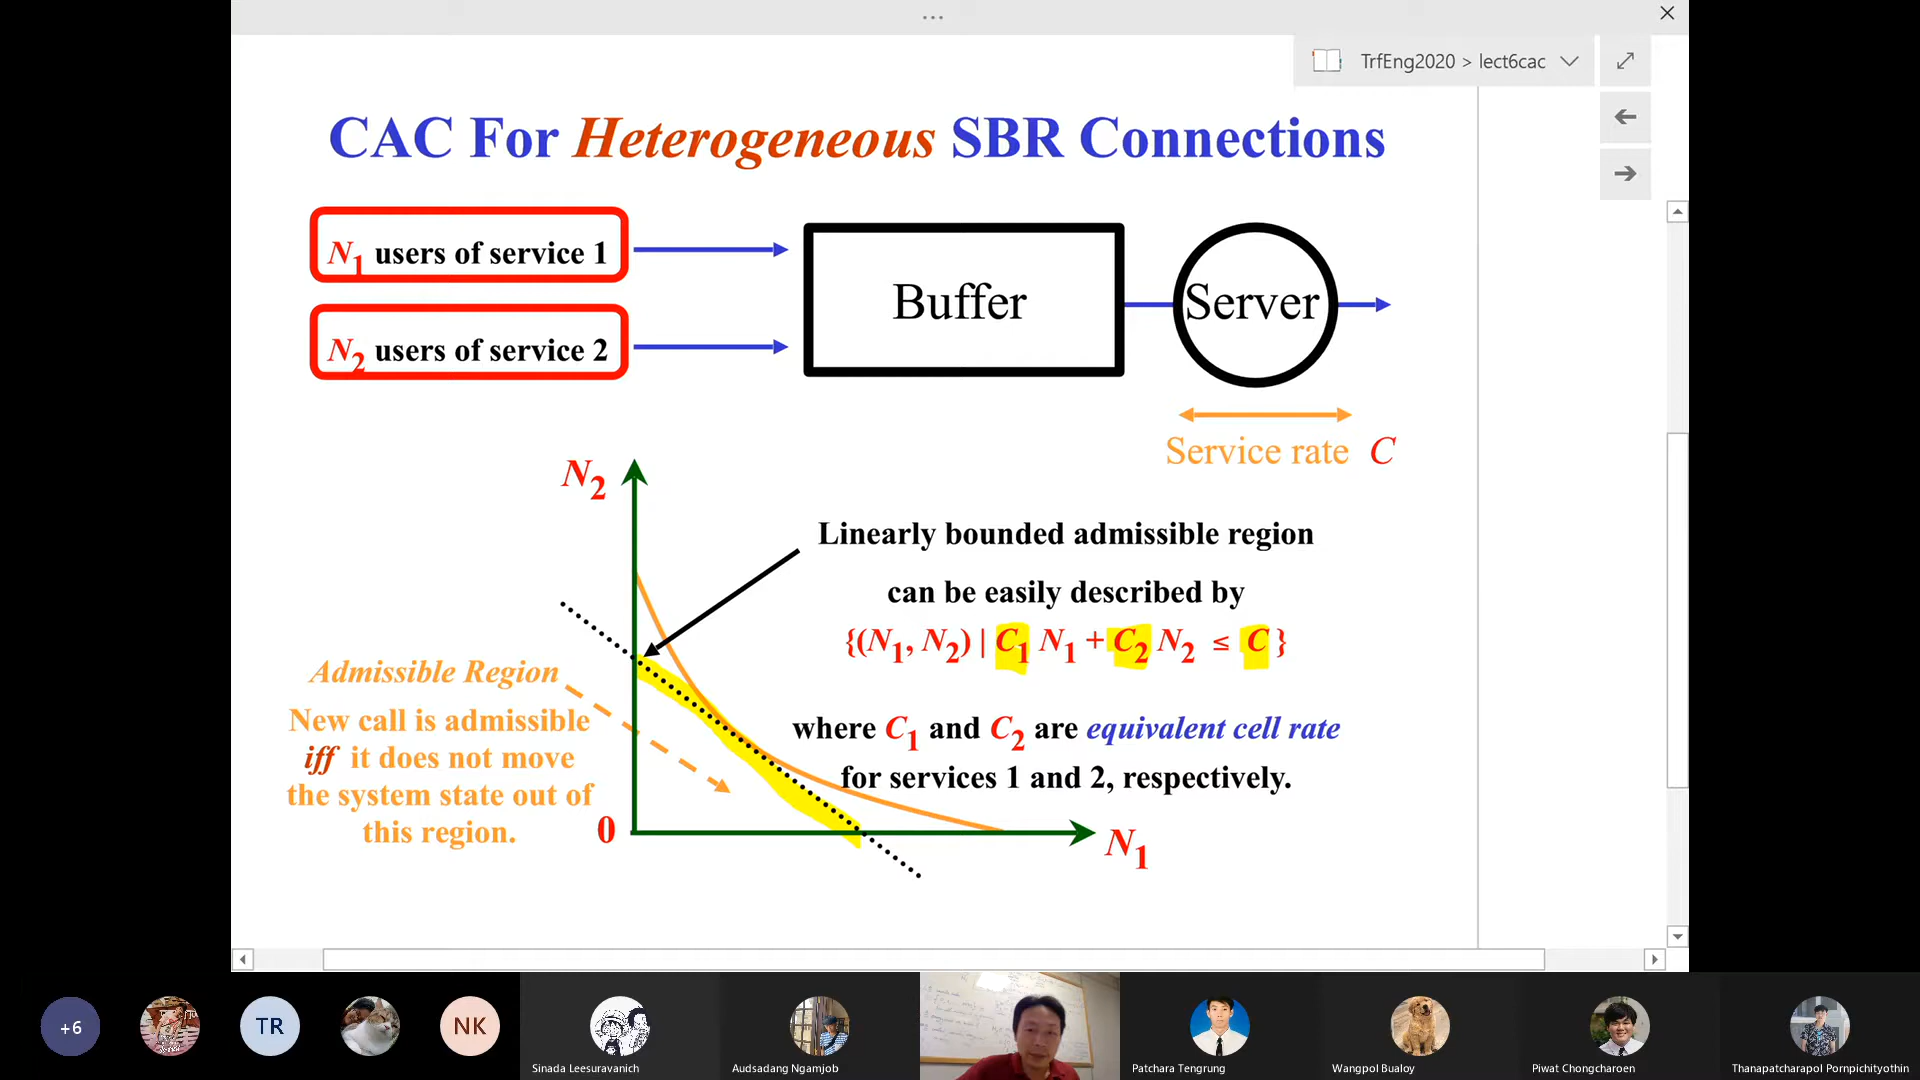 TrfEng2020 > lect6cac
CAC For Heterogeneous SBR Connections
N1 users of service 1
N2 users of service 2
Buffer
Server
Service rate C
N2
Linearly bounded admissible region
can be easily described by
{(N1, N2) | C1 N1 + C2 N2 ≤ C }
where C1 and C2 are equivalent cell rate
for services 1 and 2, respectively.
Admissible Region
New call is admissible
iff it does not move
the system state out of
this region.
0
N1
+6
TR
NK
Sinada Leesuravanich
Audsadang Ngamjob
Patchara Tengrung
Wangpol Bualoy
Piwat Chongcharoen
Thanapatcharapol Pornpichityothin